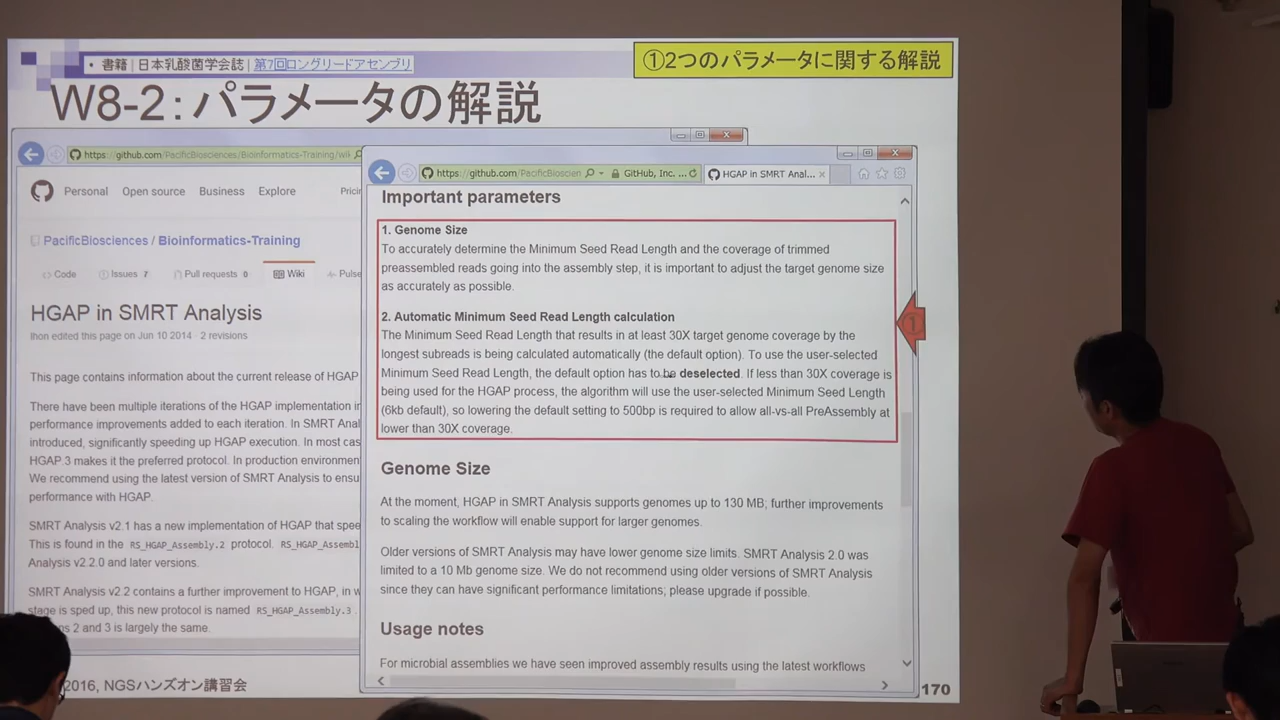 • 書籍 | 日本乳酸菌学会誌 | 第7回ロングリードアセンブリ
①2つのパラメータに関する解説
W8-2：パラメータの解説
https://github.com/PacificBiosciences/Bioinformatics-Training/wik
Personal Open source Business Explore Pricin
PacificBiosciences / Bioinformatics-Training
Code Issues 7 Pull requests 0 Wiki Pulse
HGAP in SMRT Analysis
lhon edited this page on Jun 10 2014 2 revisions
This page contains information about the current release of HGAP
There have been multiple iterations of the HGAP implementation in
performance improvements added to each iteration. In SMRT Anal
introduced, significantly speeding up HGAP execution. In most cas
HGAP.3 makes it the preferred protocol. In production environmen
We recommend using the latest version of SMRT Analysis to ensu
performance with HGAP.
SMRT Analysis v2.1 has a new implementation of HGAP that spee
This is found in the RS_HGAP_Assembly.2 protocol. RS_HGAP_Assembl
Analysis v2.2.0 and later versions.
SMRT Analysis v2.2 contains a further improvement to HGAP, in w
stage is sped up, this new protocol is named RS_HGAP_Assembly.3 .
ns 2 and 3 is largely the same.
https://github.com/PacificBioscien GitHub, Inc. ... HGAP in SMRT Anal...
Important parameters
1. Genome Size
To accurately determine the Minimum Seed Read Length and the coverage of trimmed
preassembled reads going into the assembly step, it is important to adjust the target genome size
as accurately as possible.
2. Automatic Minimum Seed Read Length calculation
The Minimum Seed Read Length that results in at least 30X target genome coverage by the
longest subreads is being calculated automatically (the default option). To use the user-selected
Minimum Seed Read Length, the default option has to be deselected. If less than 30X coverage is
being used for the HGAP process, the algorithm will use the user-selected Minimum Seed Length
(6kb default), so lowering the default setting to 500bp is required to allow all-vs-all PreAssembly at
lower than 30X coverage.
①
Genome Size
At the moment, HGAP in SMRT Analysis supports genomes up to 130 MB; further improvements
to scaling the workflow will enable support for larger genomes.
Older versions of SMRT Analysis may have lower genome size limits. SMRT Analysis 2.0 was
limited to a 10 Mb genome size. We do not recommend using older versions of SMRT Analysis
since they can have significant performance limitations; please upgrade if possible.
Usage notes
For microbial assemblies we have seen improved assembly results using the latest workflows
2016, NGSハンズオン講習会
170